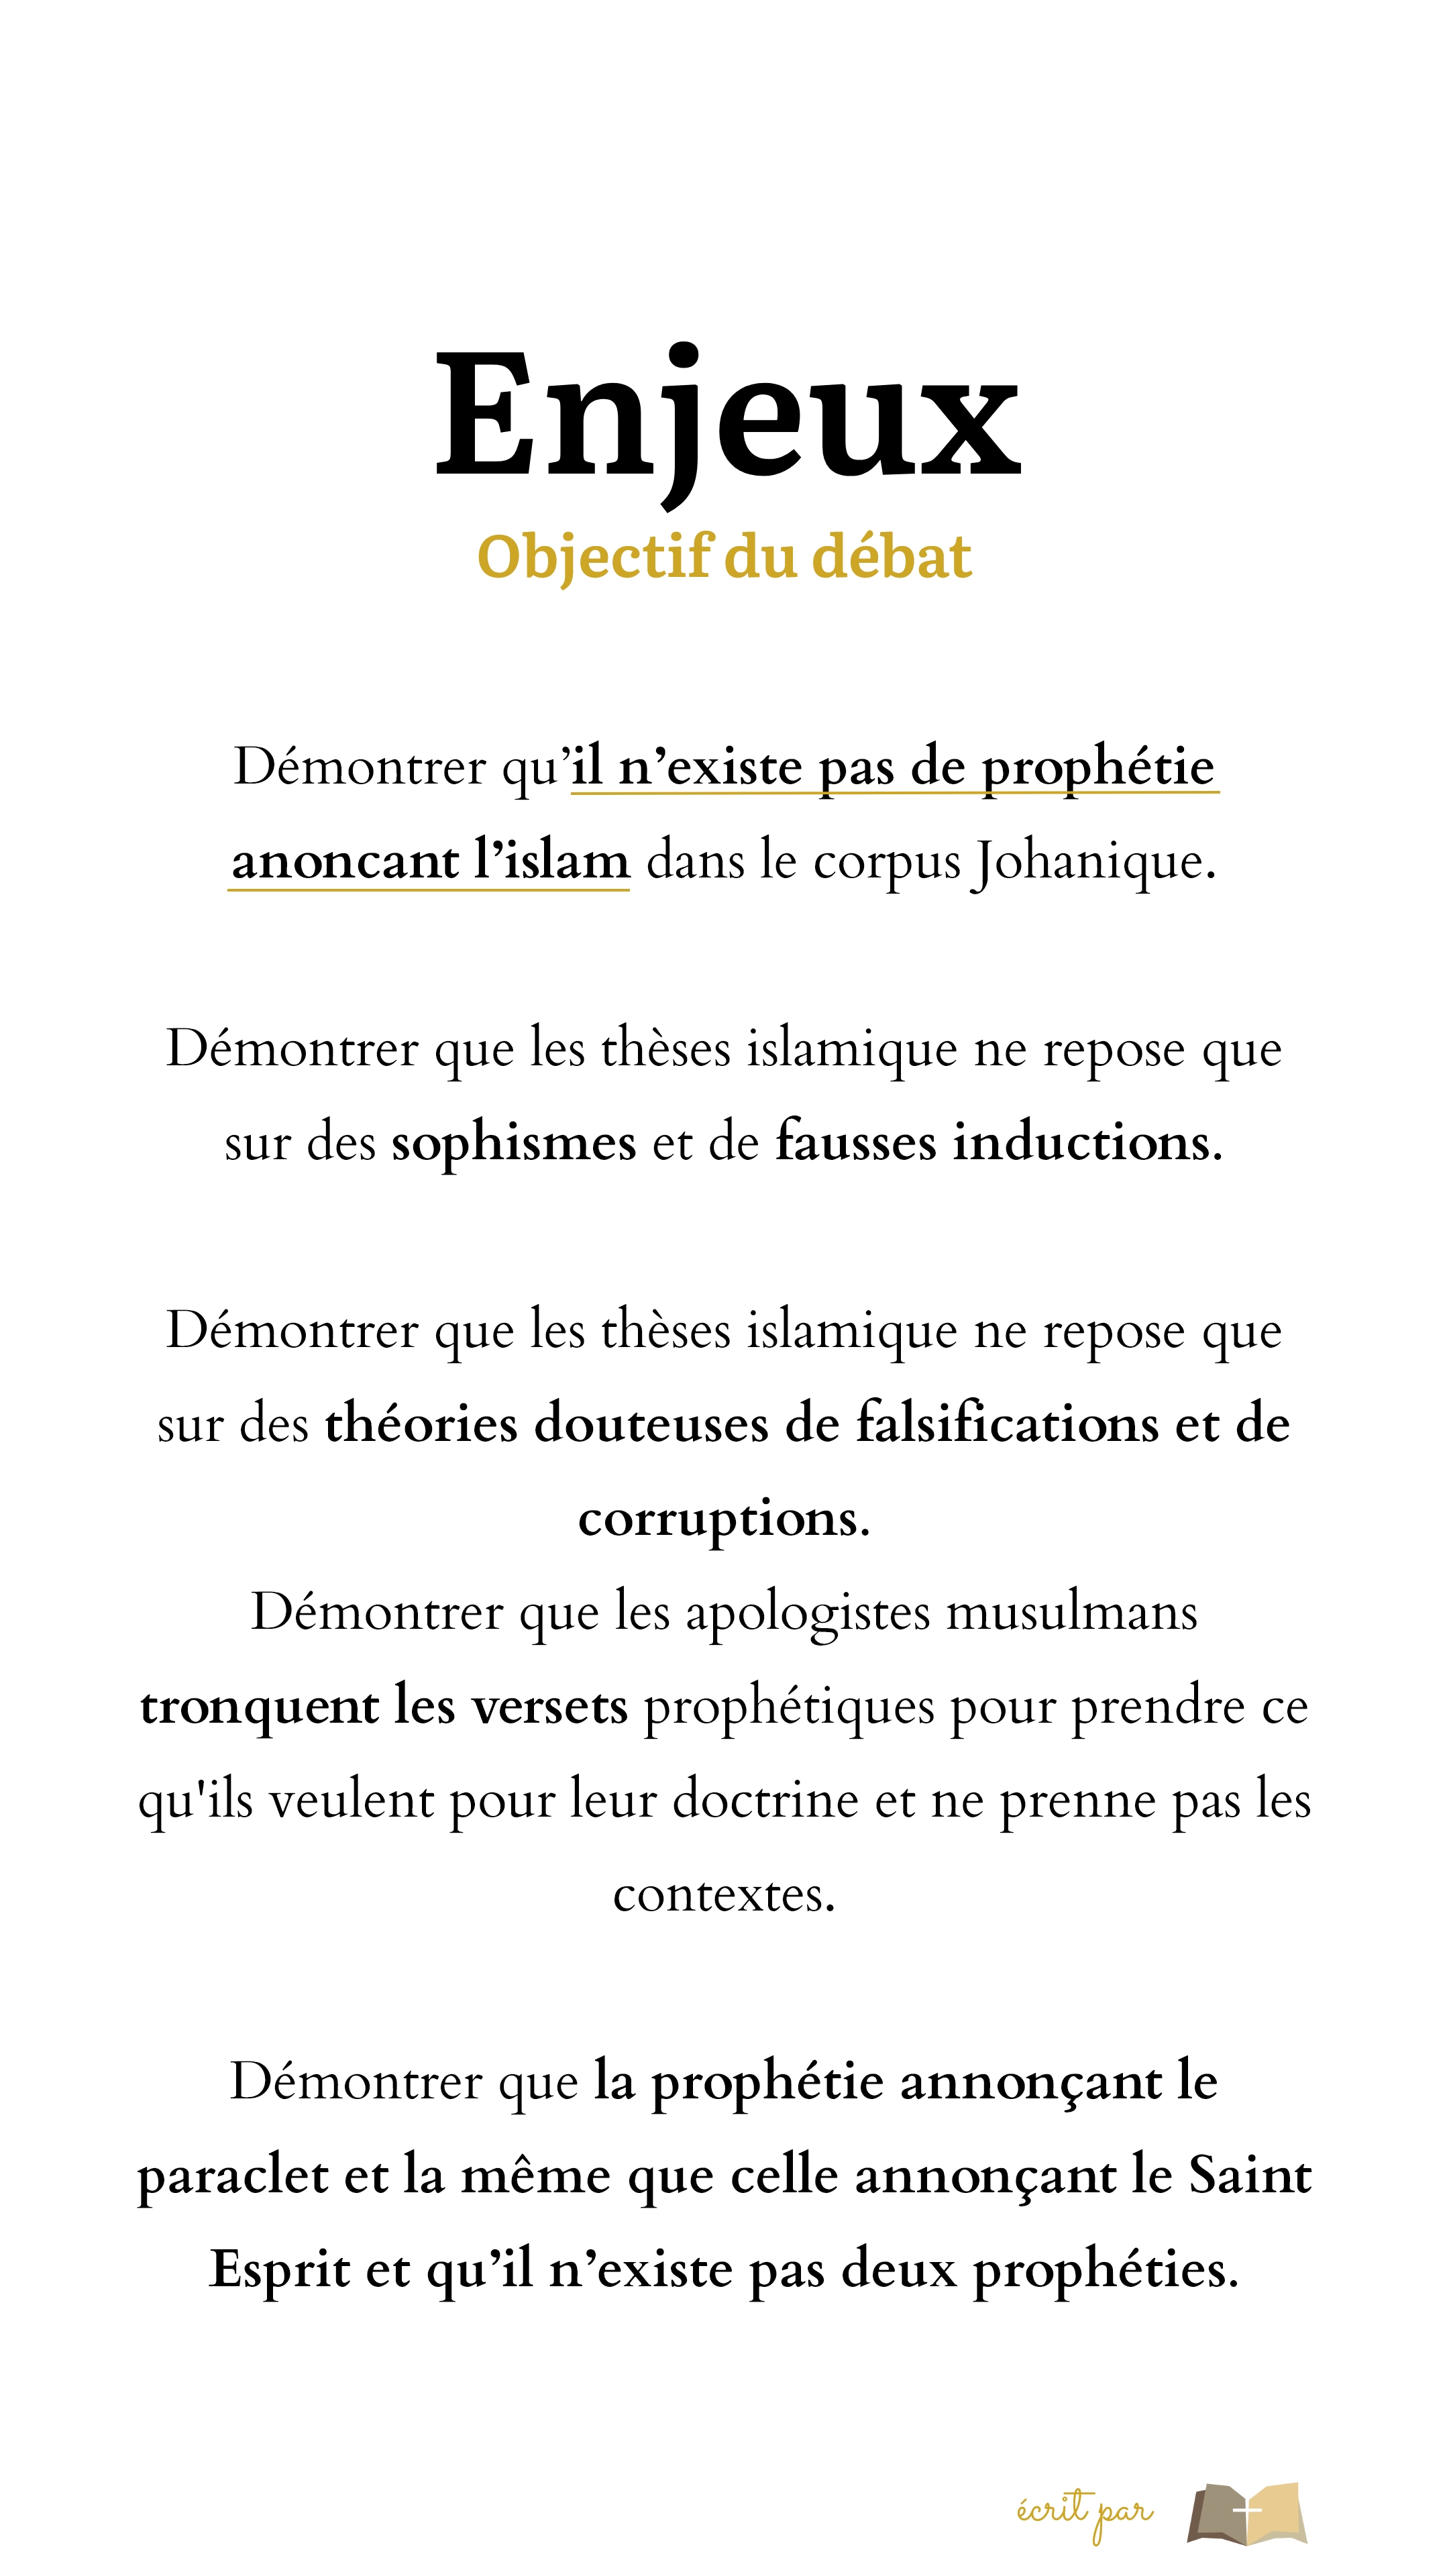 Enjeux
Objectif du débat
Démontrer qu’il n’existe pas de prophétie
anoncant l’islam dans le corpus Johanique.
Démontrer que les thèses islamique ne repose que
sur des sophismes et de fausses inductions.
Démontrer que les thèses islamique ne repose que
sur des théories douteuses de falsifications et de
corruptions.
Démontrer que les apologistes musulmans
tronquent les versets prophétiques pour prendre ce
qu'ils veulent pour leur doctrine et ne prenne pas les
contextes.
Démontrer que la prophétie annonçant le
paraclet et la même que celle annonçant le Saint
Esprit et qu’il n’existe pas deux prophéties.
écrit par